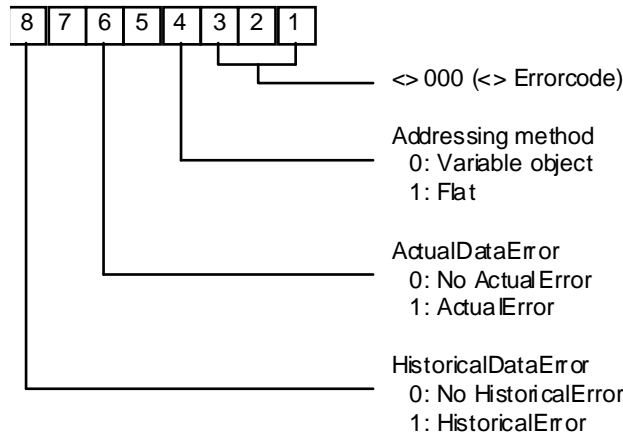 8 7 6 5 4 3 2 1
<> 000 (<> Errorcode)
Addressing method
0: Variable object
1: Flat
ActualDataError
0: No ActualError
1: ActualError
HistoricalDataError
0: No HistoricalError
1: HistoricalError